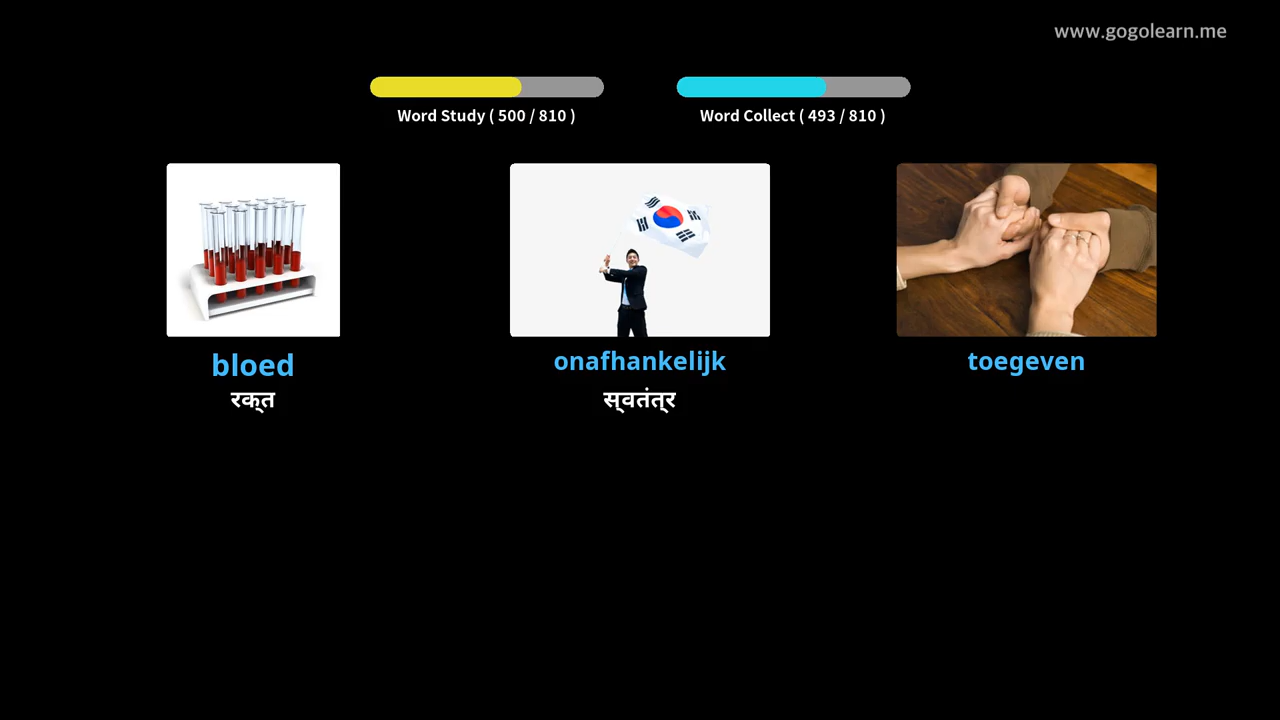 www.gogolearn.me
Word Study ( 500 / 810 )
Word Collect ( 493 / 810 )
bloed
रक्त
onafhankelijk
स्वतंत्र
toegeven